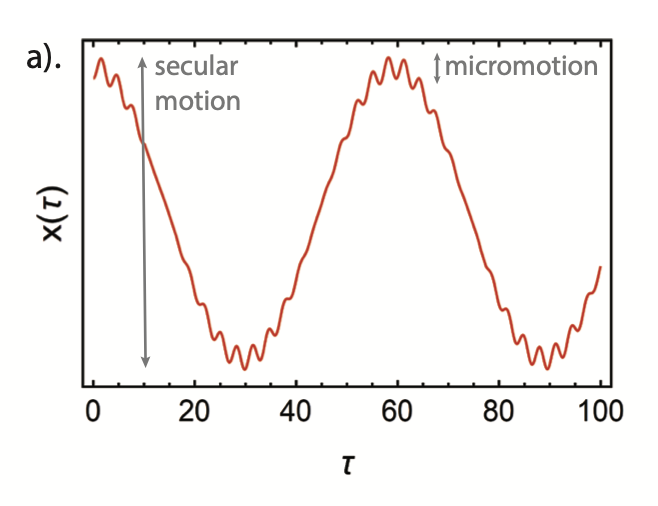 a).
secular
motion
micromotion
x(τ)
0 20 40 60 80 100
τ